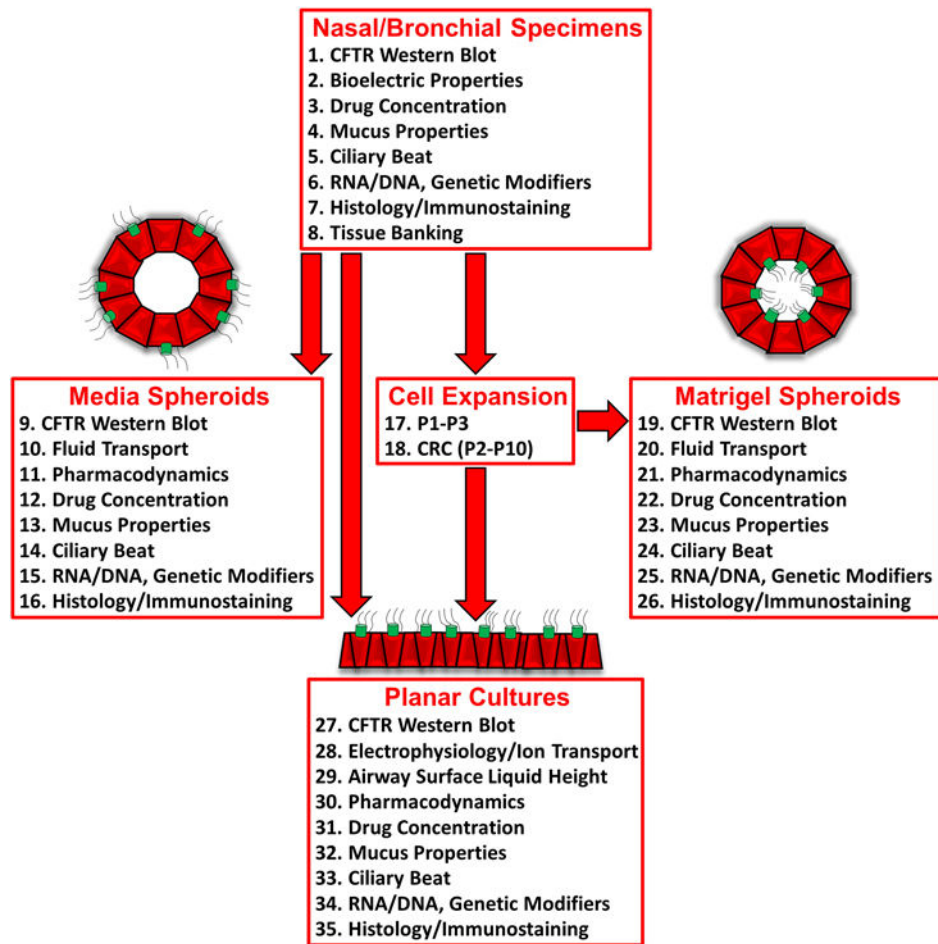 Nasal/Bronchial Specimens
1. CFTR Western Blot
2. Bioelectric Properties
3. Drug Concentration
4. Mucus Properties
5. Ciliary Beat
6. RNA/DNA, Genetic Modifiers
7. Histology/Immunostaining
8. Tissue Banking
Media Spheroids
9. CFTR Western Blot
10. Fluid Transport
11. Pharmacodynamics
12. Drug Concentration
13. Mucus Properties
14. Ciliary Beat
15. RNA/DNA, Genetic Modifiers
16. Histology/Immunostaining
Cell Expansion
17. P1-P3
18. CRC (P2-P10)
Matrigel Spheroids
19. CFTR Western Blot
20. Fluid Transport
21. Pharmacodynamics
22. Drug Concentration
23. Mucus Properties
24. Ciliary Beat
25. RNA/DNA, Genetic Modifiers
26. Histology/Immunostaining
Planar Cultures
27. CFTR Western Blot
28. Electrophysiology/Ion Transport
29. Airway Surface Liquid Height
30. Pharmacodynamics
31. Drug Concentration
32. Mucus Properties
33. Ciliary Beat
34. RNA/DNA, Genetic Modifiers
35. Histology/Immunostaining